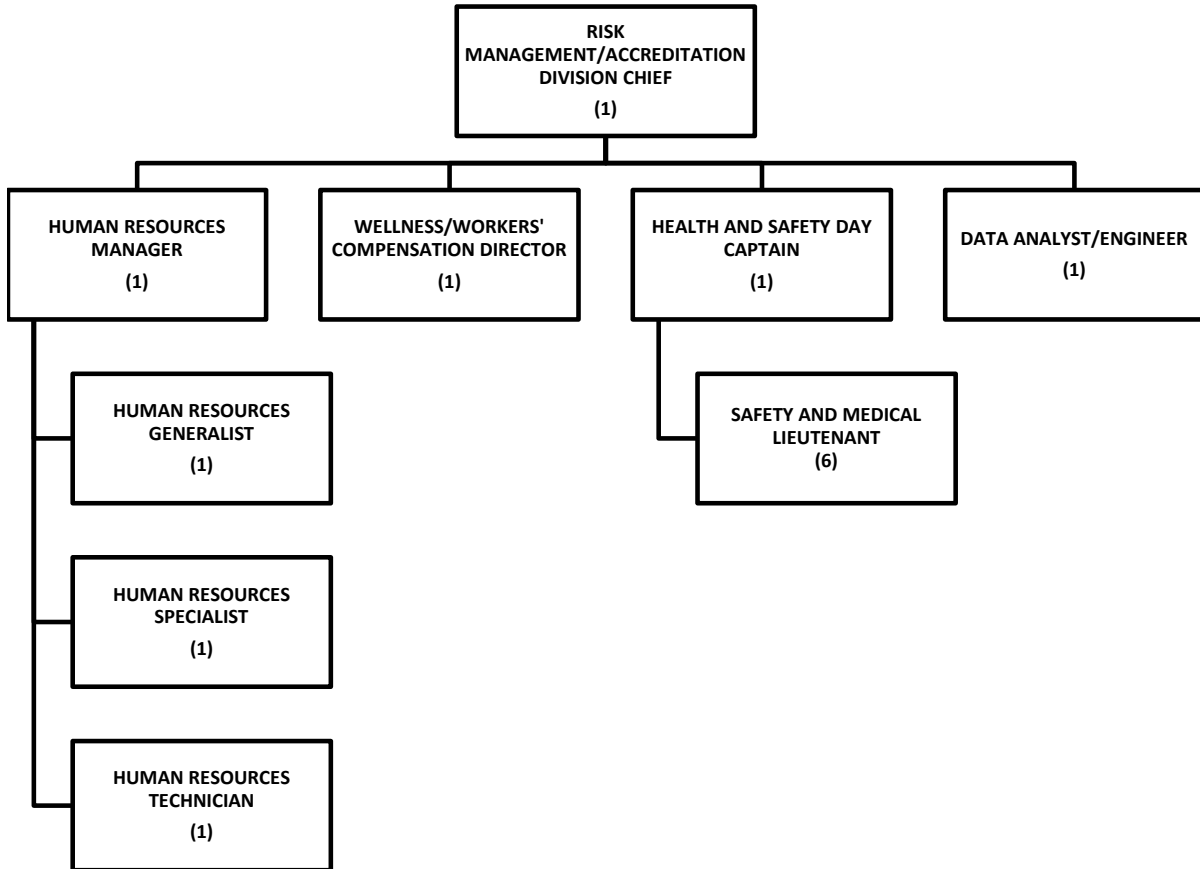 RISK
MANAGEMENT/ACCREDITATION
DIVISION CHIEF
(1)
HUMAN RESOURCES
MANAGER
(1)
WELLNESS/WORKERS'
COMPENSATION DIRECTOR
(1)
HEALTH AND SAFETY DAY
CAPTAIN
(1)
DATA ANALYST/ENGINEER
(1)
HUMAN RESOURCES
GENERALIST
(1)
SAFETY AND MEDICAL
LIEUTENANT
(6)
HUMAN RESOURCES
SPECIALIST
(1)
HUMAN RESOURCES
TECHNICIAN
(1)